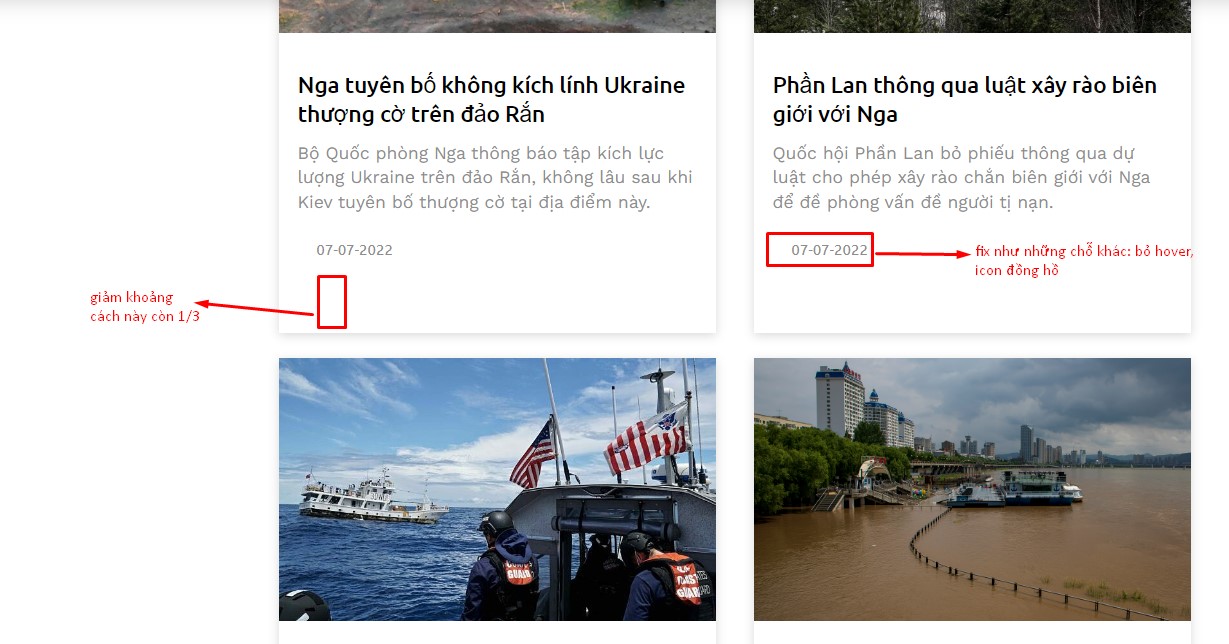 Nga tuyên bố không kích lính Ukraine
thượng cờ trên đảo Rắn
Bộ Quốc phòng Nga thông báo tập kích lực
lượng Ukraine trên đảo Rắn, không lâu sau khi
Kiev tuyên bố thượng cờ tại địa điểm này.
07-07-2022
giảm khoảng
cách này còn 1/3
Phần Lan thông qua luật xây rào biên
giới với Nga
Quốc hội Phần Lan bỏ phiếu thông qua dự
luật cho phép xây rào chắn biên giới với Nga
để đề phòng vấn đề người tị nạn.
07-07-2022
fix như những chỗ khác: bỏ hover,
icon đồng hồ
GUARD